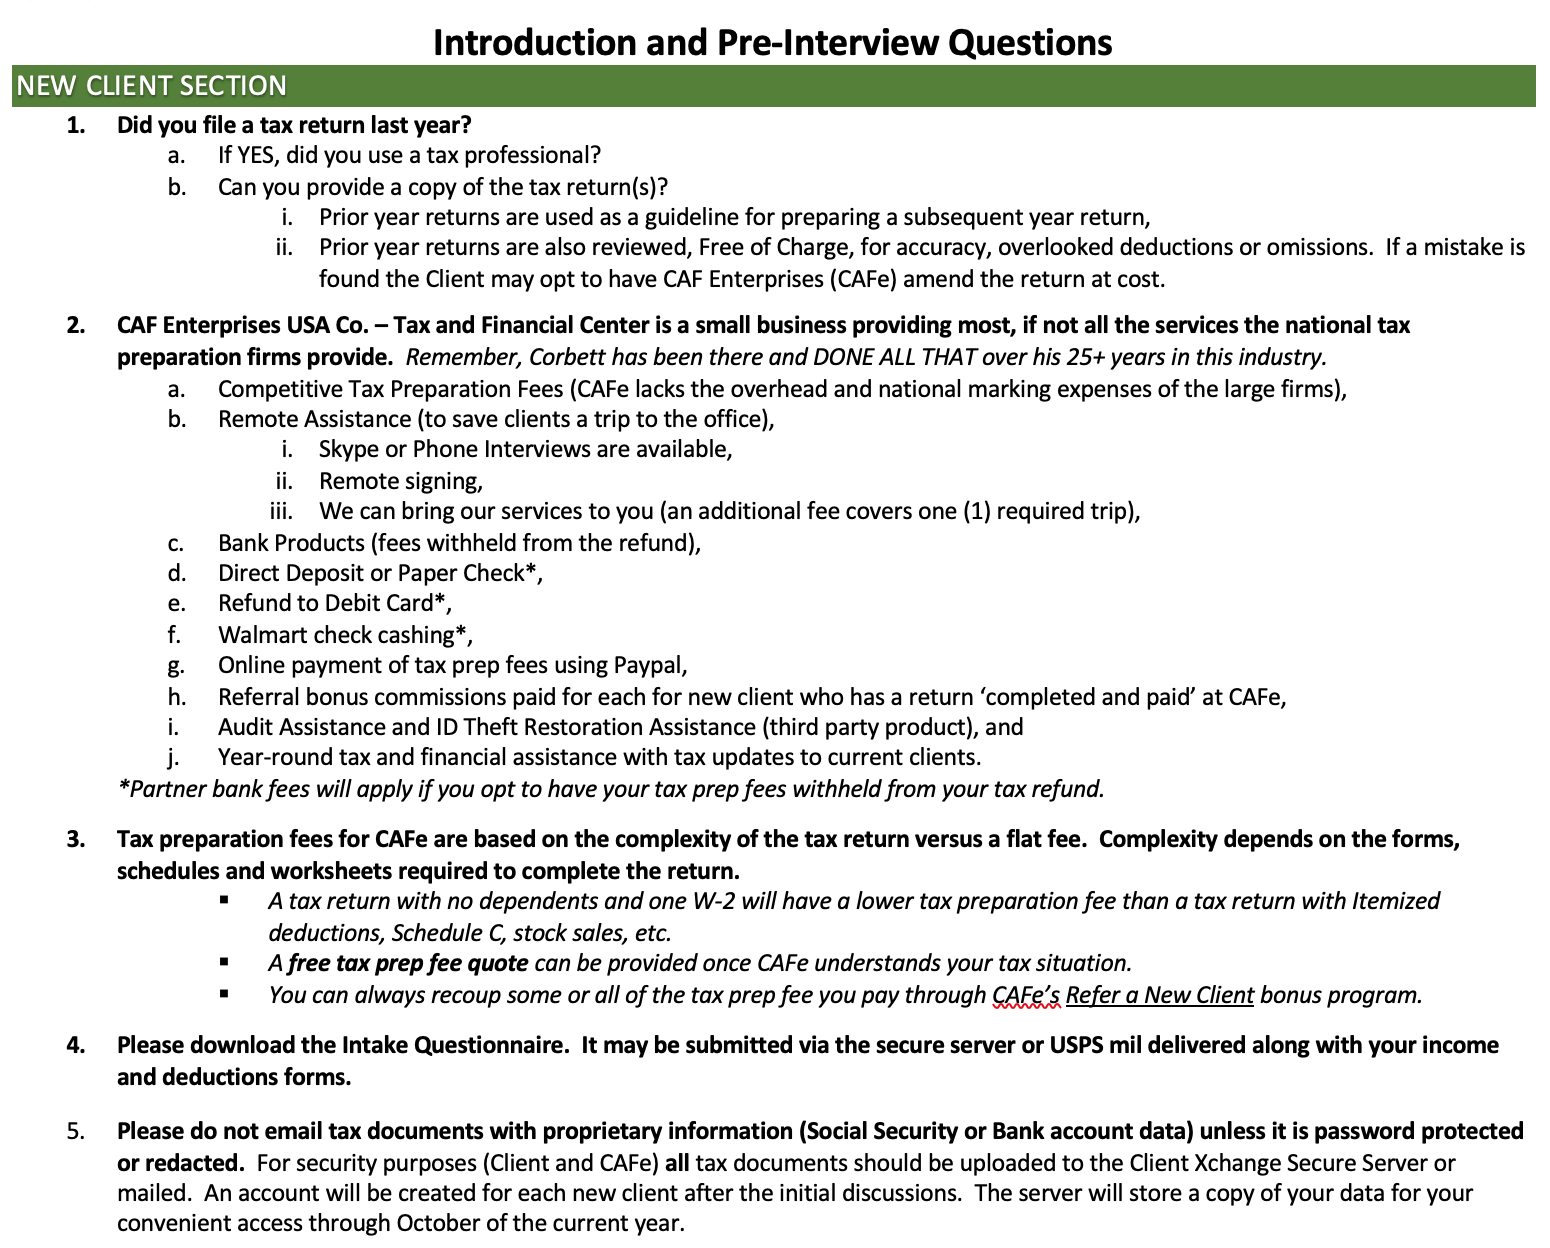 Introduction and Pre-Interview Questions
NEW CLIENT SECTION
1. Did you file a tax return last year?
a. If YES, did you use a tax professional?
b. Can you provide a copy of the tax return(s)?
i. Prior year returns are used as a guideline for preparing a subsequent year return,
ii. Prior year returns are also reviewed, Free of Charge, for accuracy, overlooked deductions or omissions.  If a mistake is
found the Client may opt to have CAF Enterprises (CAFe) amend the return at cost.
2. CAF Enterprises USA Co. – Tax and Financial Center is a small business providing most, if not all the services the national tax
preparation firms provide.  Remember, Corbett has been there and DONE ALL THAT over his 25+ years in this industry.
a. Competitive Tax Preparation Fees (CAFe lacks the overhead and national marking expenses of the large firms),
b. Remote Assistance (to save clients a trip to the office),
i. Skype or Phone Interviews are available,
ii. Remote signing,
iii. We can bring our services to you (an additional fee covers one (1) required trip),
c. Bank Products (fees withheld from the refund),
d. Direct Deposit or Paper Check*,
e. Refund to Debit Card*,
f. Walmart check cashing*,
g. Online payment of tax prep fees using Paypal,
h. Referral bonus commissions paid for each for new client who has a return ‘completed and paid’ at CAFe,
i. Audit Assistance and ID Theft Restoration Assistance (third party product), and
j. Year-round tax and financial assistance with tax updates to current clients.
*Partner bank fees will apply if you opt to have your tax prep fees withheld from your tax refund.
3. Tax preparation fees for CAFe are based on the complexity of the tax return versus a flat fee.  Complexity depends on the forms,
schedules and worksheets required to complete the return.
▪ A tax return with no dependents and one W-2 will have a lower tax preparation fee than a tax return with Itemized
deductions, Schedule C, stock sales, etc.
▪ A free tax prep fee quote can be provided once CAFe understands your tax situation.
▪ You can always recoup some or all of the tax prep fee you pay through CAFe’s Refer a New Client bonus program.
4. Please download the Intake Questionnaire.  It may be submitted via the secure server or USPS mil delivered along with your income
and deductions forms.
5. Please do not email tax documents with proprietary information (Social Security or Bank account data) unless it is password protected
or redacted.  For security purposes (Client and CAFe) all tax documents should be uploaded to the Client Xchange Secure Server or
mailed.  An account will be created for each new client after the initial discussions.  The server will store a copy of your data for your
convenient access through October of the current year.